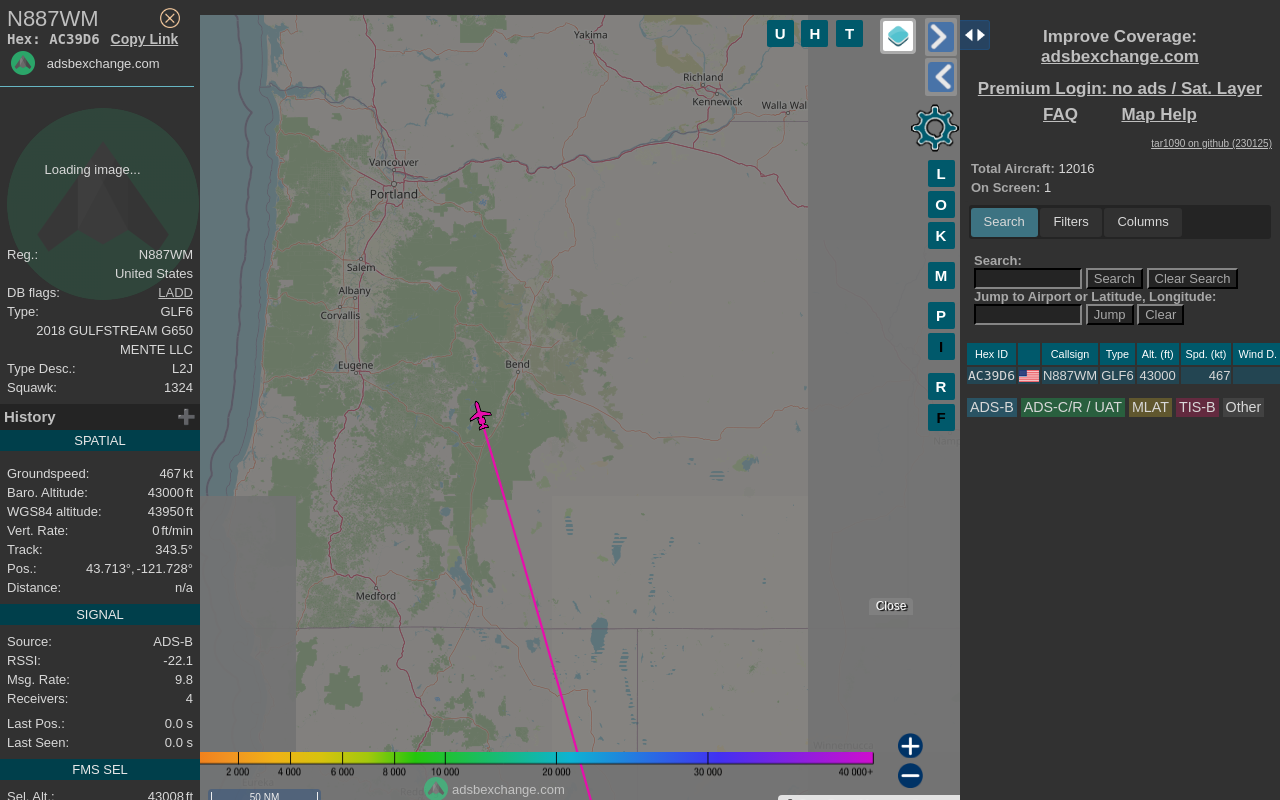 N887WM
Hex: AC39D6 Copy Link
adsbexchange.com
Loading image...
Reg.: N887WM
United States
DB flags: LADD
Type: GLF6
2018 GULFSTREAM G650
MENTE LLC
Type Desc.: L2J
Squawk: 1324
History
SPATIAL
Groundspeed: 467 kt
Baro. Altitude: 43000 ft
WGS84 altitude: 43950 ft
Vert. Rate: 0 ft/min
Track: 343.5°
Pos.: 43.713°, -121.728°
Distance: n/a
SIGNAL
Source: ADS-B
RSSI: -22.1
Msg. Rate: 9.8
Receivers: 4
Last Pos.: 0.0 s
Last Seen: 0.0 s
FMS SEL
Sel. Alt.: 43008 ft
Yakima
Richland
Kennewick
Walla Wal
Vancouver
Portland
Salem
Albany
Corvallis
Eugene
Bend
Medford
U H T
L
O
K
M
P
I
R
F
Close
2 000 4 000 6 000 8 000 10 000 20 000 30 000 40 000+
adsbexchange.com
50 NM
Improve Coverage:
adsbexchange.com
Premium Login: no ads / Sat. Layer
FAQ Map Help
tar1090 on github (230125)
Total Aircraft: 12016
On Screen: 1
Search Filters Columns
Search:
Search Clear Search
Jump to Airport or Latitude, Longitude:
Jump Clear
Hex ID Callsign Type Alt. (ft) Spd. (kt) Wind D.
AC39D6 N887WM GLF6 43000 467
ADS-B ADS-C/R / UAT MLAT TIS-B Other